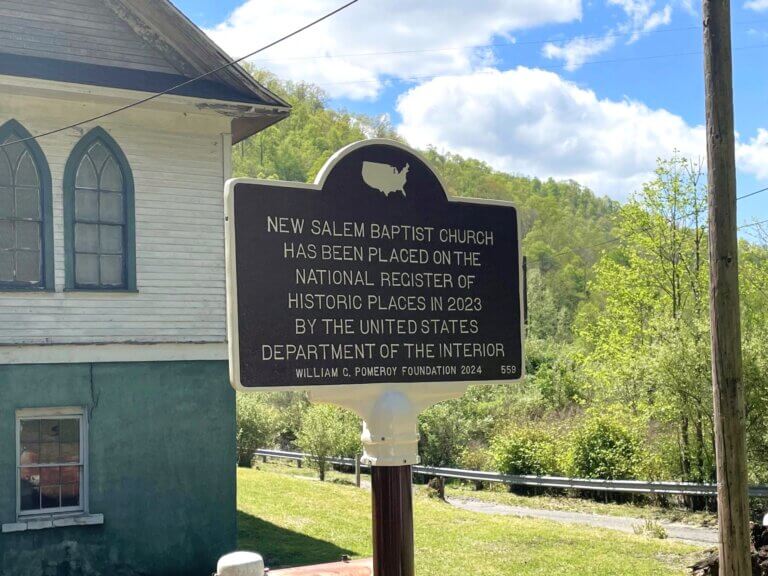 NEW SALEM BAPTIST CHURCH
HAS BEEN PLACED ON THE
NATIONAL REGISTER OF
HISTORIC PLACES IN 2023
BY THE UNITED STATES
DEPARTMENT OF THE INTERIOR
WILLIAM C. POMEROY FOUNDATION 2024 559